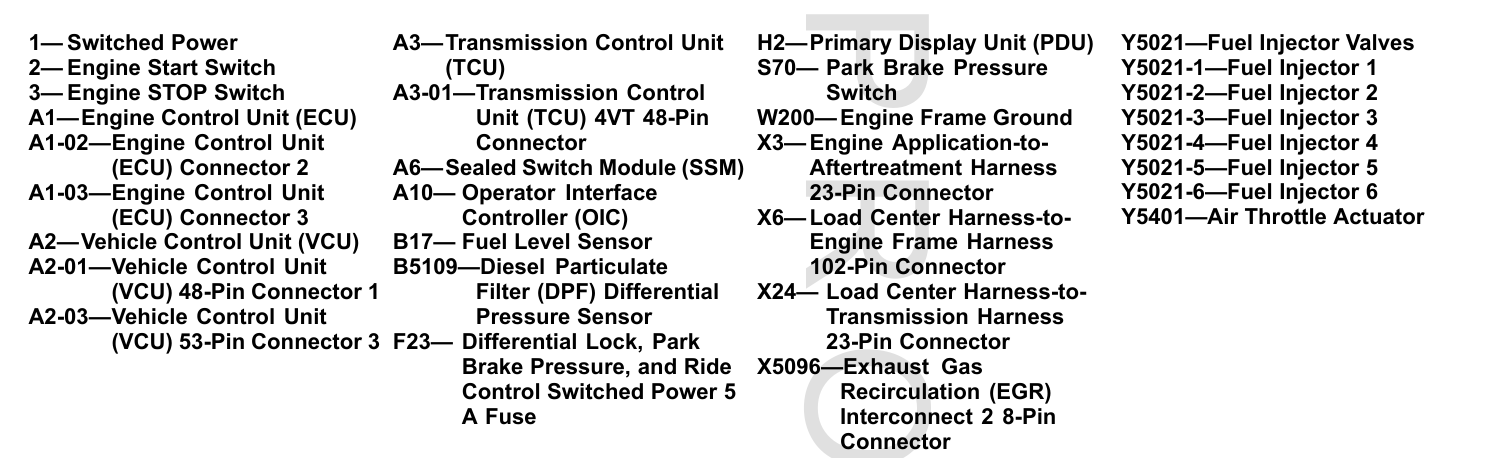 1— Switched Power
2— Engine Start Switch
3— Engine STOP Switch
A1—Engine Control Unit (ECU)
A1-02—Engine Control Unit
(ECU) Connector 2
A1-03—Engine Control Unit
(ECU) Connector 3
A2—Vehicle Control Unit (VCU)
A2-01—Vehicle Control Unit
(VCU) 48-Pin Connector 1
A2-03—Vehicle Control Unit
(VCU) 53-Pin Connector 3
A3—Transmission Control Unit
(TCU)
A3-01—Transmission Control
Unit (TCU) 4VT 48-Pin
Connector
A6—Sealed Switch Module (SSM)
A10— Operator Interface
Controller (OIC)
B17— Fuel Level Sensor
B5109—Diesel Particulate
Filter (DPF) Differential
Pressure Sensor
F23— Differential Lock, Park
Brake Pressure, and Ride
Control Switched Power 5
A Fuse
H2—Primary Display Unit (PDU)
S70— Park Brake Pressure
Switch
W200—Engine Frame Ground
X3—Engine Application-to-
Aftertreatment Harness
23-Pin Connector
X6—Load Center Harness-to-
Engine Frame Harness
102-Pin Connector
X24— Load Center Harness-to-
Transmission Harness
23-Pin Connector
X5096—Exhaust Gas
Recirculation (EGR)
Interconnect 2 8-Pin
Connector
Y5021—Fuel Injector Valves
Y5021-1—Fuel Injector 1
Y5021-2—Fuel Injector 2
Y5021-3—Fuel Injector 3
Y5021-4—Fuel Injector 4
Y5021-5—Fuel Injector 5
Y5021-6—Fuel Injector 6
Y5401—Air Throttle Actuator